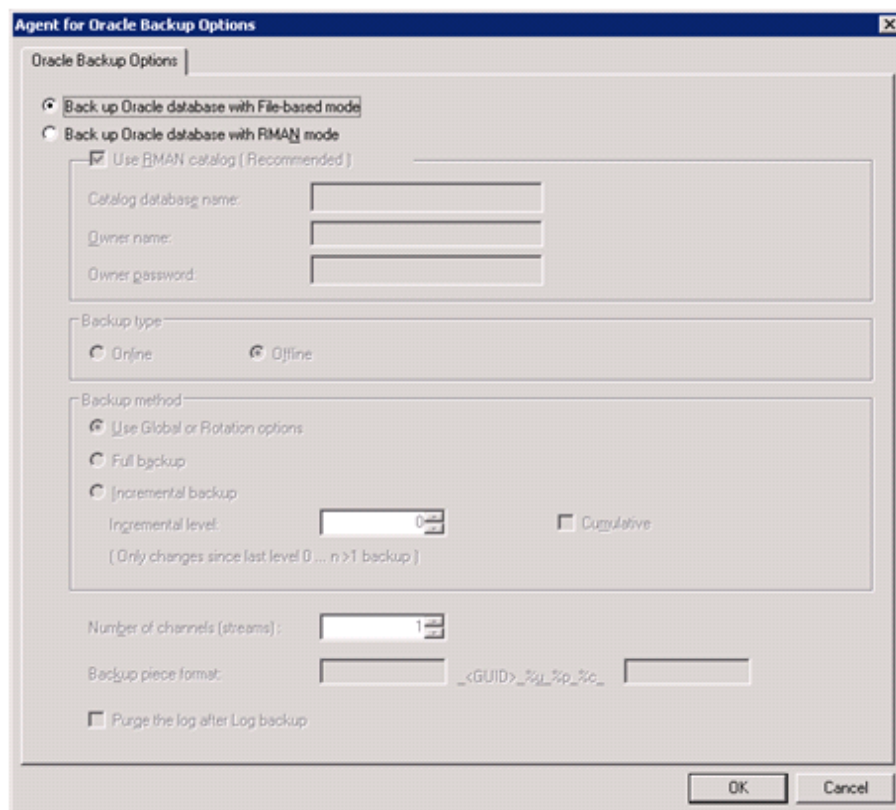 Agent for Oracle Backup Options
Oracle Backup Options
Back up Oracle database with File-based mode
Back up Oracle database with RMAN mode
Use RMAN catalog ( Recommended )
Catalog database name:
Owner name:
Owner password:
Backup type
Online Offline
Backup method
Use Global or Rotation options
Full backup
Incremental backup
Incremental level: 0 Cumulative
( Only changes since last level 0 ... n >1 backup )
Number of channels (streams) : 1
Backup piece format: _<GUID>_%u_%p_%c_
Purge the log after Log backup
OK Cancel